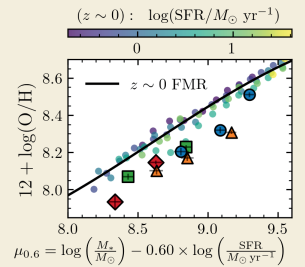 (z ∼ 0) : log(SFR/M⊙ yr⁻¹)
0 1
z ∼ 0 FMR
12 + log(O/H)
8.6
8.4
8.2
8.0
8.0 8.5 9.0 9.5
μ₀.₆ = log (M⁎/M⊙) − 0.60 × log (SFR/M⊙ yr⁻¹)